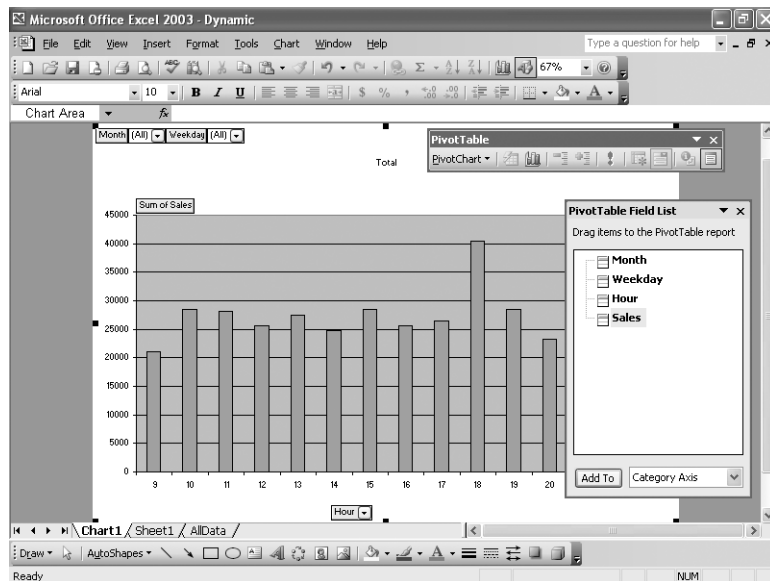 Microsoft Office Excel 2003 - Dynamic
File Edit View Insert Format Tools Chart Window Help Type a question for help
67%
Arial 10 B I U $ % ,
Chart Area fx
Month (All) Weekday (All)
PivotTable
Total
PivotChart
Sum of Sales
PivotTable Field List
Drag items to the PivotTable report
Month
Weekday
Hour
Sales
45000
40000
35000
30000
25000
20000
15000
10000
5000
0
9 10 11 12 13 14 15 16 17 18 19 20
Add To Category Axis
Hour
Chart1 / Sheet1 / AllData /
Draw AutoShapes
Ready NUM